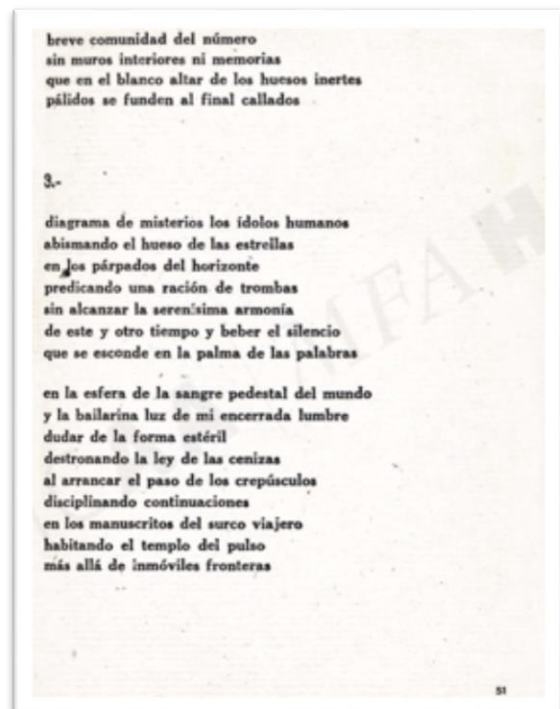 breve comunidad del número
sin muros interiores ni memorias
que en el blanco altar de los huesos inertes
pálidos se funden al final callados
3.-
diagrama de misterios los ídolos humanos
abismando el hueso de las estrellas
en los párpados del horizonte
predicando una ración de trombas
sin alcanzar la serenísima armonía
de este y otro tiempo y beber el silencio
que se esconde en la palma de las palabras
en la esfera de la sangre pedestal del mundo
y la bailarina luz de mi encerrada lumbre
dudar de la forma estéril
destronando la ley de las cenizas
al arrancar el paso de los crepúsculos
disciplinando continuaciones
en los manuscritos del surco viajero
habitando el templo del pulso
más allá de inmóviles fronteras
51